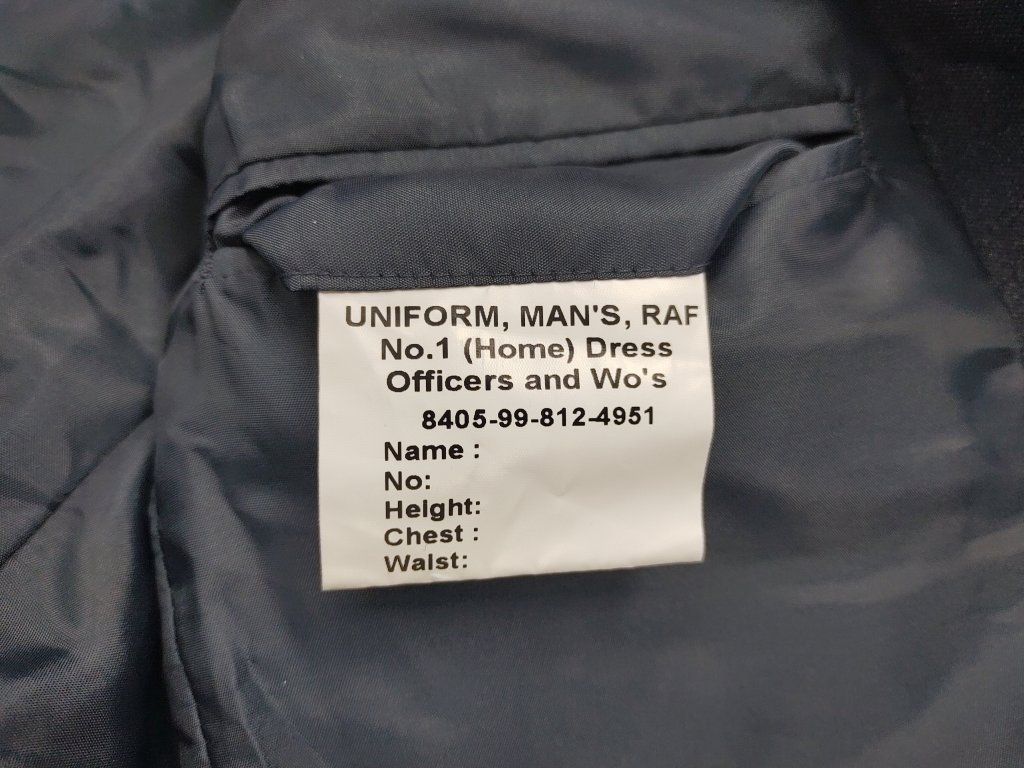 UNIFORM, MAN'S, RAF
No.1 (Home) Dress
Officers and Wo's
8405-99-812-4951
Name :
No:
Height:
Chest :
Waist: